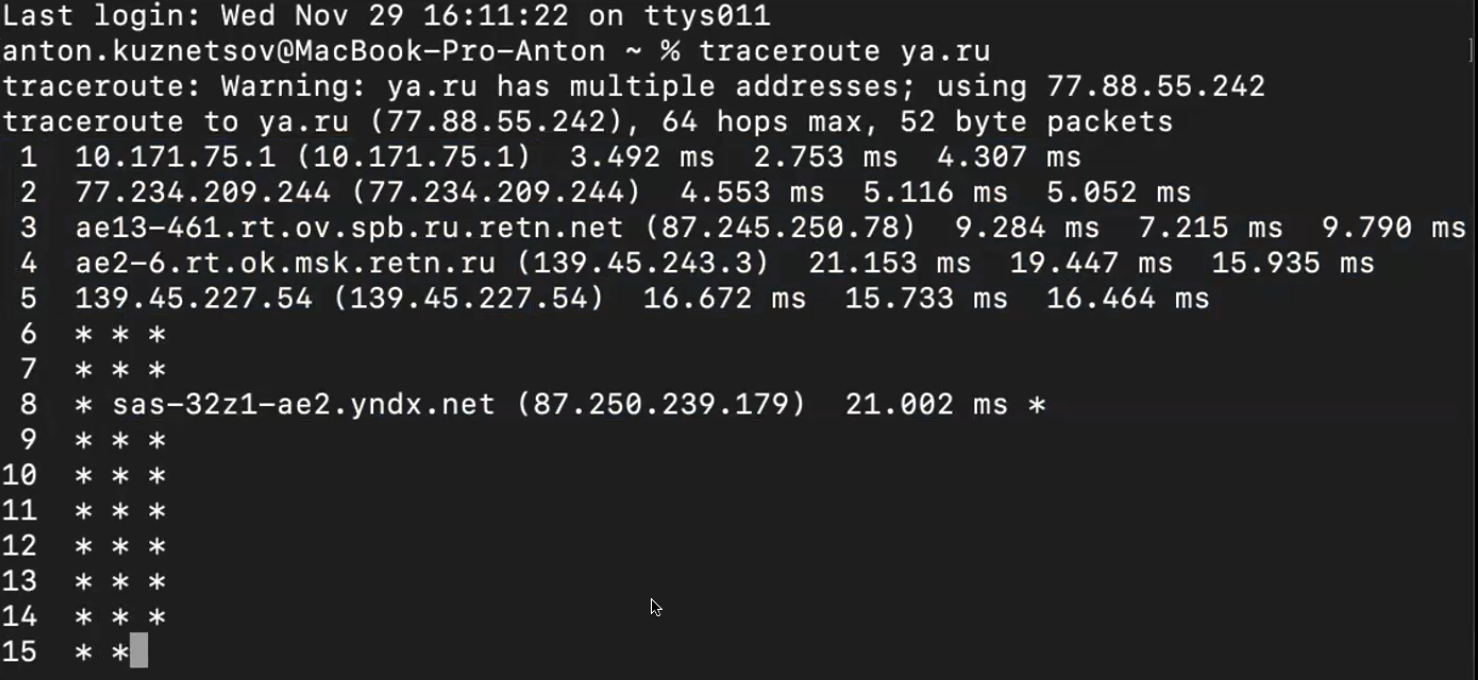 Last login: Wed Nov 29 16:11:22 on ttys011
anton.kuznetsov@MacBook-Pro-Anton ~ % traceroute ya.ru
traceroute: Warning: ya.ru has multiple addresses; using 77.88.55.242
traceroute to ya.ru (77.88.55.242), 64 hops max, 52 byte packets
 1  10.171.75.1 (10.171.75.1)  3.492 ms  2.753 ms  4.307 ms
 2  77.234.209.244 (77.234.209.244)  4.553 ms  5.116 ms  5.052 ms
 3  ae13-461.rt.ov.spb.ru.retn.net (87.245.250.78)  9.284 ms  7.215 ms  9.790 ms
 4  ae2-6.rt.ok.msk.retn.ru (139.45.243.3)  21.153 ms  19.447 ms  15.935 ms
 5  139.45.227.54 (139.45.227.54)  16.672 ms  15.733 ms  16.464 ms
 6  * * *
 7  * * *
 8  * sas-32z1-ae2.yndx.net (87.250.239.179)  21.002 ms *
 9  * * *
10  * * *
11  * * *
12  * * *
13  * * *
14  * * *
15  * *